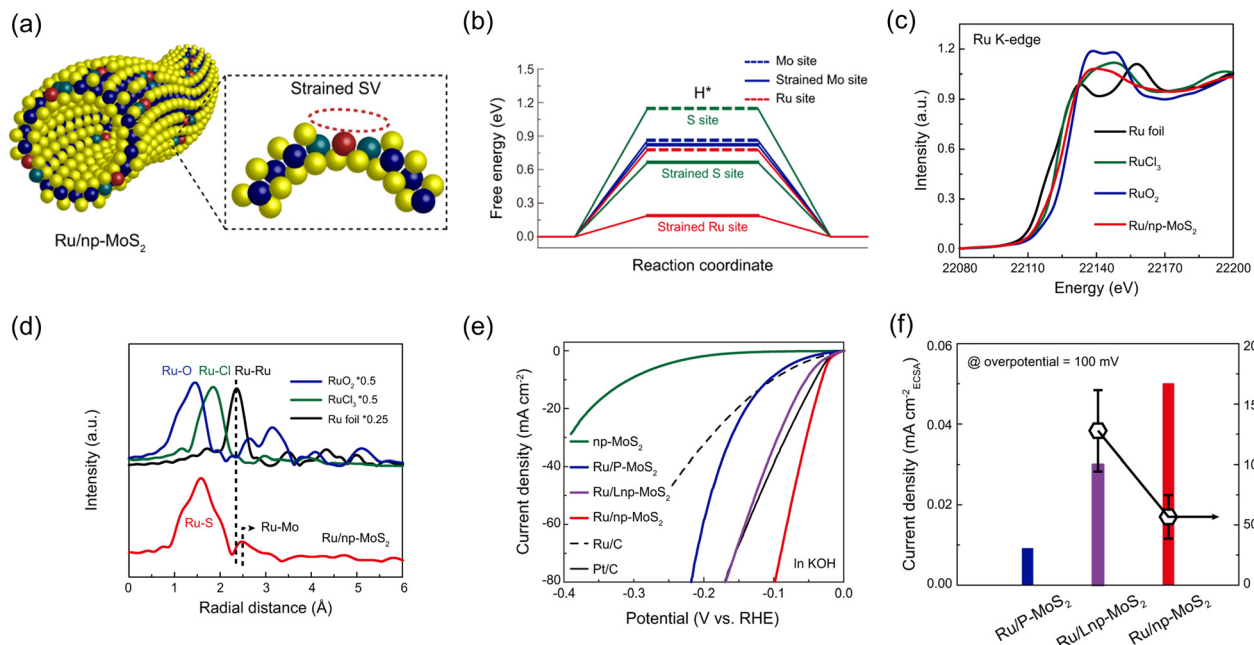 (a)
Strained SV
Ru/np-MoS₂
(b)
Free energy (eV)
1.5
1.2
0.9
0.6
0.3
0.0
H*
Mo site
Strained Mo site
Ru site
S site
Strained S site
Strained Ru site
Reaction coordinate
(c)
Ru K-edge
Intensity (a.u.)
1.2
0.9
0.6
0.3
0.0
Ru foil
RuCl₃
RuO₂
Ru/np-MoS₂
22080 22110 22140 22170 22200
Energy (eV)
(d)
Intensity (a.u.)
Ru-O Ru-Cl Ru-Ru
RuO₂ *0.5
RuCl₃ *0.5
Ru foil *0.25
Ru-S
Ru-Mo
Ru/np-MoS₂
0 1 2 3 4 5 6
Radial distance (Å)
(e)
Current density (mA cm⁻²)
0
-20
-40
-60
-80
np-MoS₂
Ru/P-MoS₂
Ru/Lnp-MoS₂
Ru/np-MoS₂
Ru/C
Pt/C
In KOH
-0.4 -0.3 -0.2 -0.1 0.0
Potential (V vs. RHE)
(f)
@ overpotential = 100 mV
Current density (mA cm⁻²ECSA)
0.06
0.04
0.02
0.00
20
15
10
50
0
Ru/P-MoS₂
Ru/Lnp-MoS₂
Ru/np-MoS₂